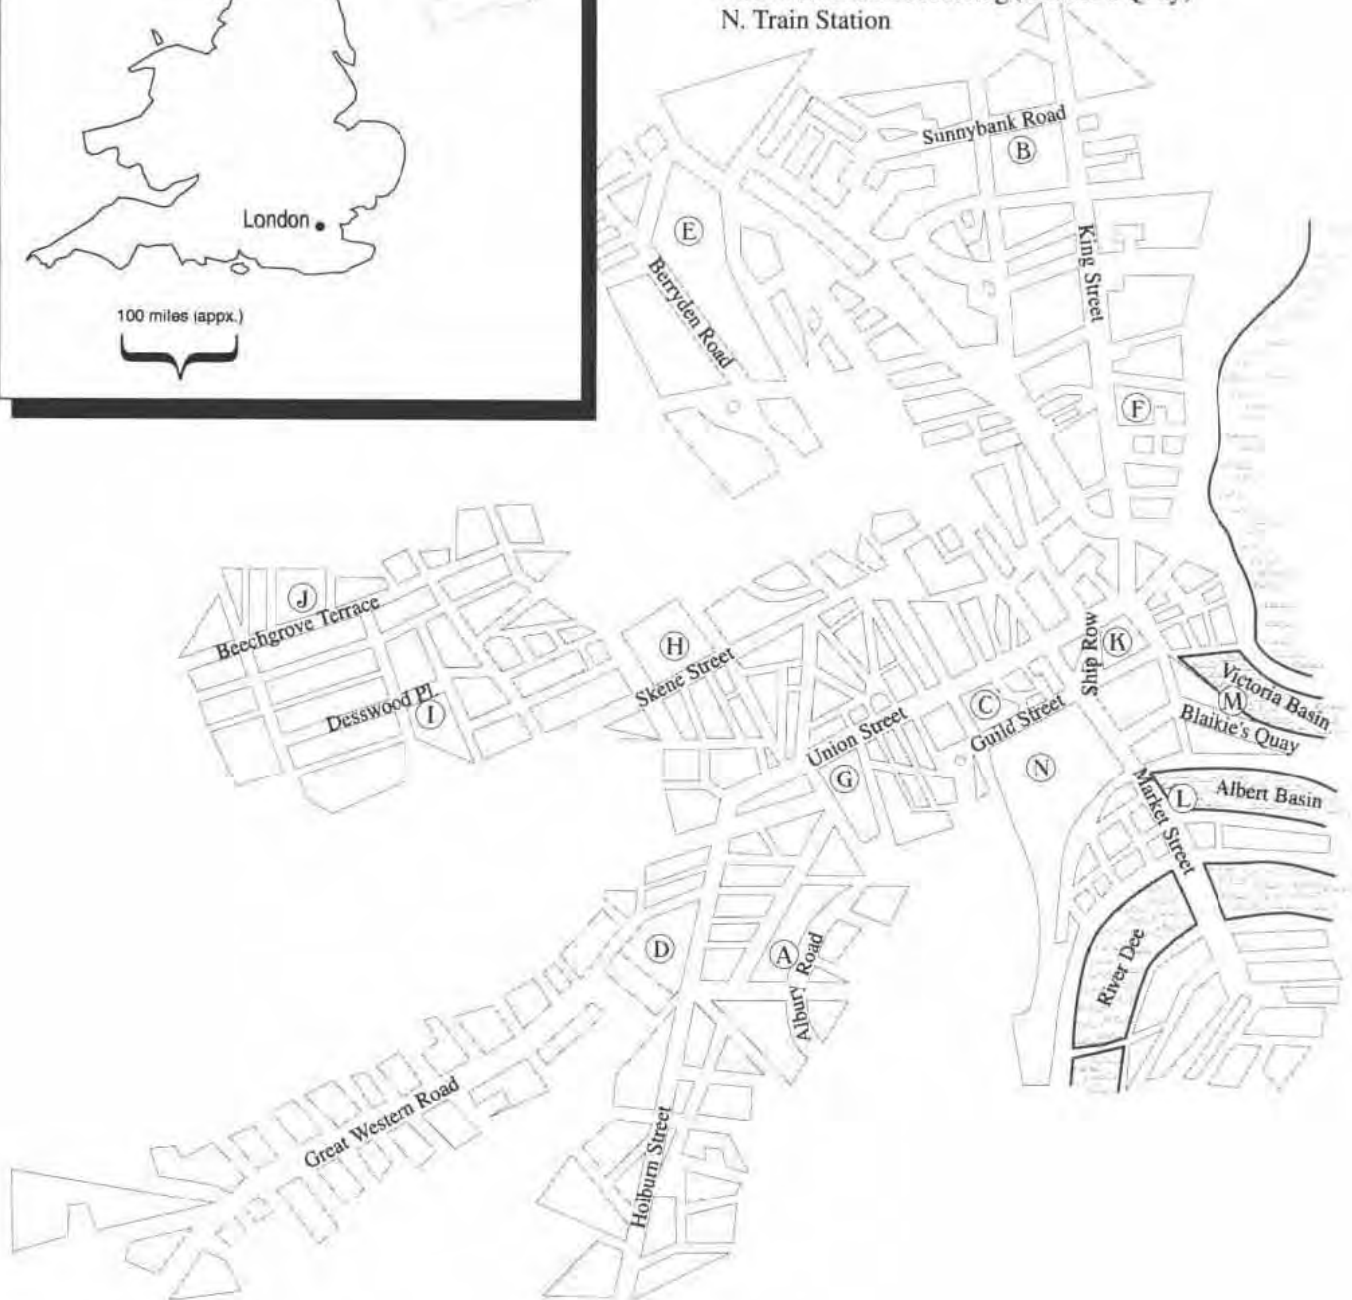 Quay)
N. Train Station
London
100 miles (appx.)
Sunnybank Road
B
E
King Street
Berryden Road
F
J
Beechgrove Terrace
H
Skene Street
Ship Row
K
Desswood Pl.
I
Victoria Basin
M
Blaikie's Quay
C
Guild Street
Union Street
G
N
Market Street
L
Albert Basin
D
A
Albury Road
River Dee
Great Western Road
Holburn Street